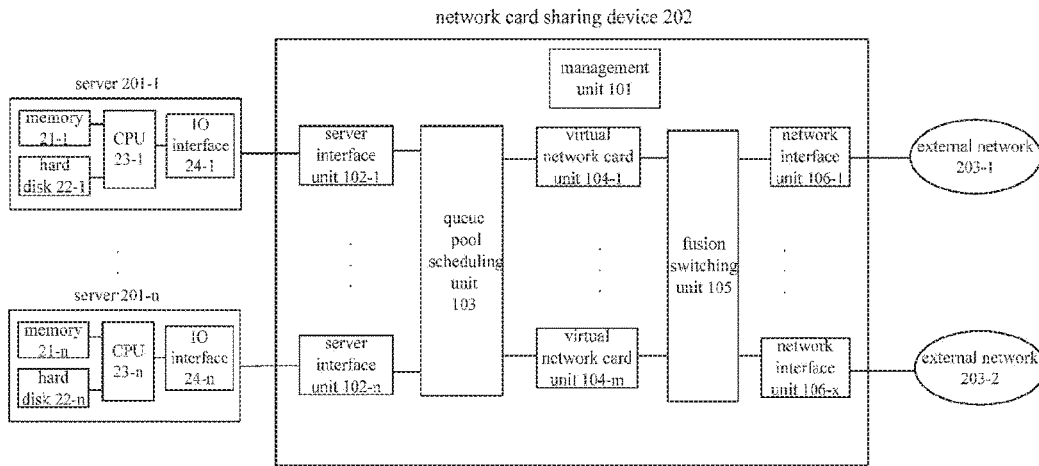 network card sharing device 202
management
unit 101
server 201-1
memory
21-1
hard
disk 22-1
CPU
23-1
IO
interface
24-1
server
interface
unit 102-1
queue
pool
scheduling
unit 103
virtual
network card
unit 104-1
fusion
switching
unit 105
network
interface
unit 106-1
external network
203-1
server 201-n
memory
21-n
hard
disk 22-n
CPU
23-n
IO
interface
24-n
server
interface
unit 102-n
virtual
network card
unit 104-m
network
interface
unit 106-x
external network
203-2